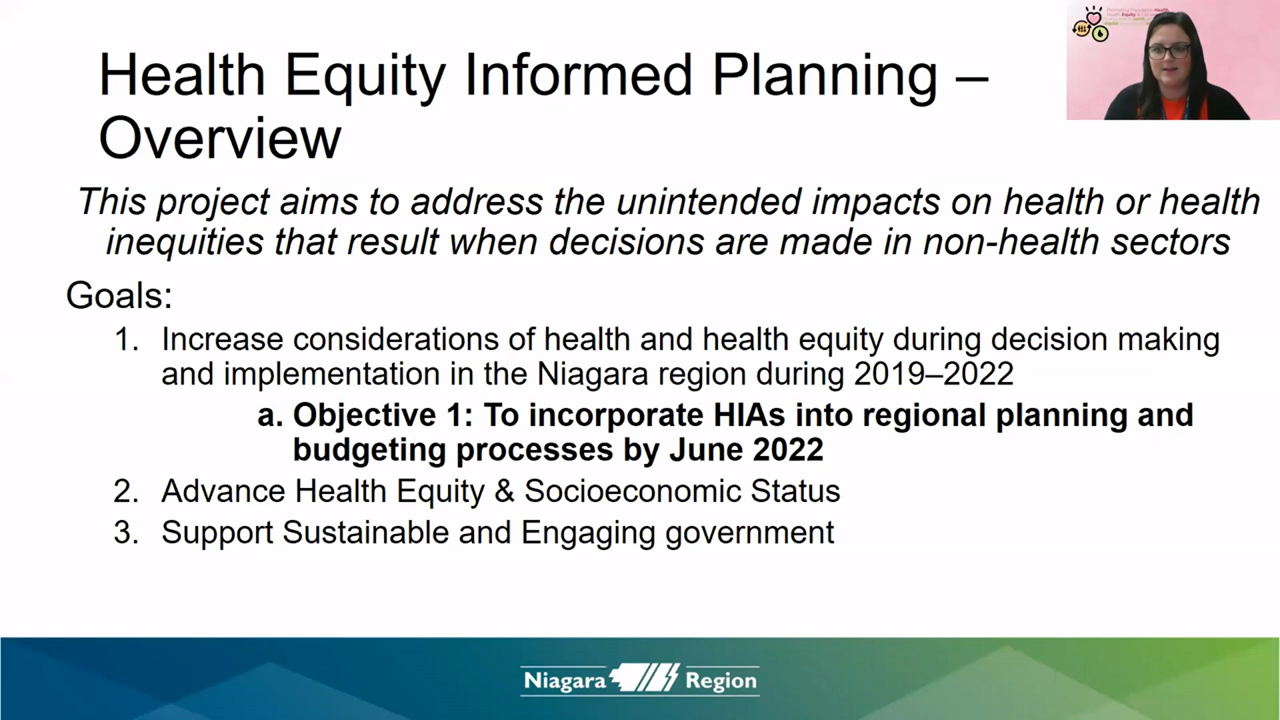 Health Equity Informed Planning –
Overview
This project aims to address the unintended impacts on health or health
inequities that result when decisions are made in non-health sectors
Goals:
1. Increase considerations of health and health equity during decision making
and implementation in the Niagara region during 2019–2022
a. Objective 1: To incorporate HIAs into regional planning and
budgeting processes by June 2022
2. Advance Health Equity & Socioeconomic Status
3. Support Sustainable and Engaging government
Niagara Region